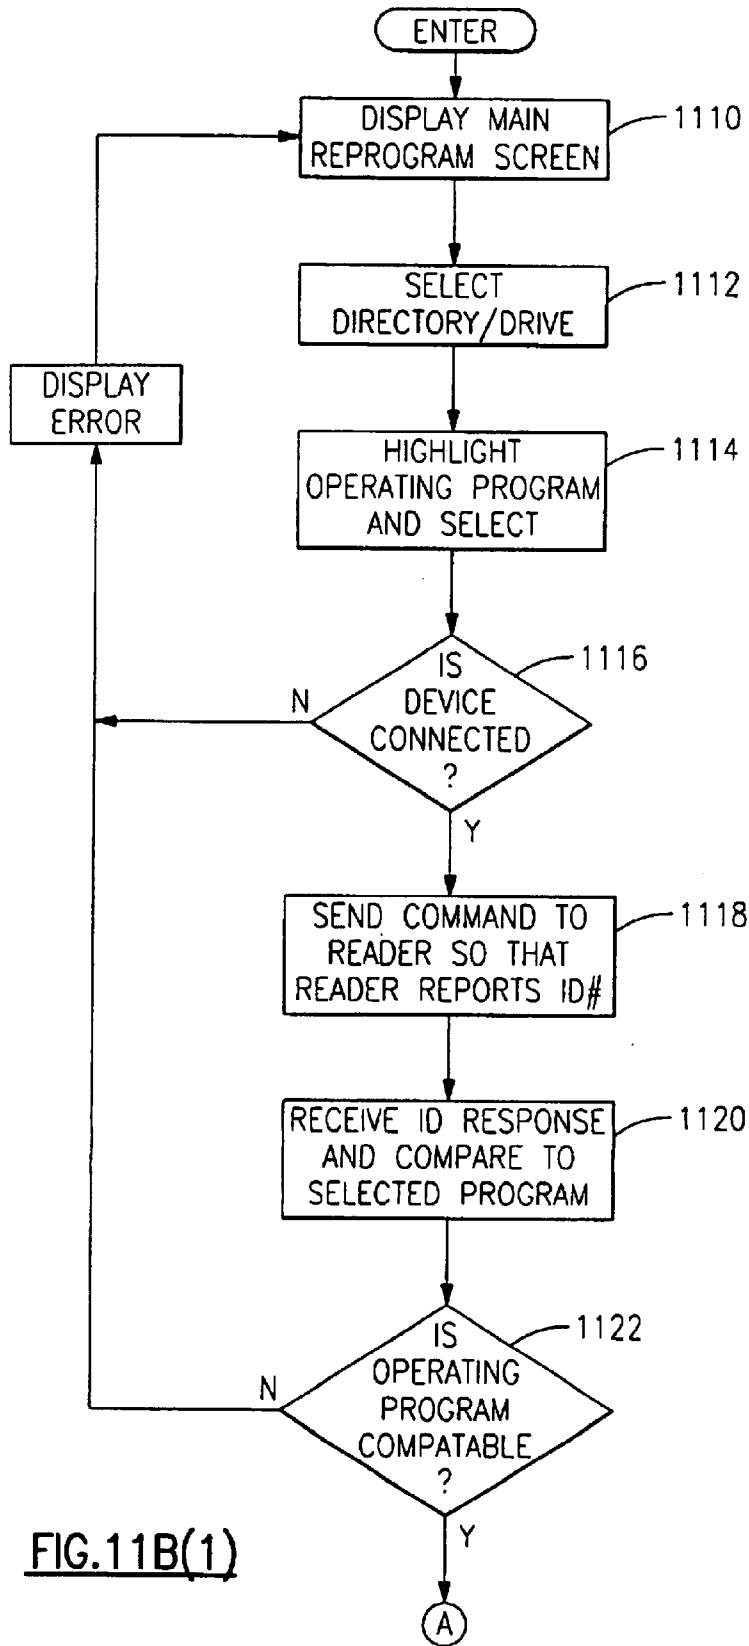 ENTER
DISPLAY MAIN
REPROGRAM SCREEN
1110
SELECT
DIRECTORY/DRIVE
1112
DISPLAY
ERROR
HIGHLIGHT
OPERATING PROGRAM
AND SELECT
1114
IS
DEVICE
CONNECTED
?
1116
N
Y
SEND COMMAND TO
READER SO THAT
READER REPORTS ID#
1118
RECEIVE ID RESPONSE
AND COMPARE TO
SELECTED PROGRAM
1120
IS
OPERATING
PROGRAM
COMPATABLE
?
1122
N
Y
FIG.11B(1)
A